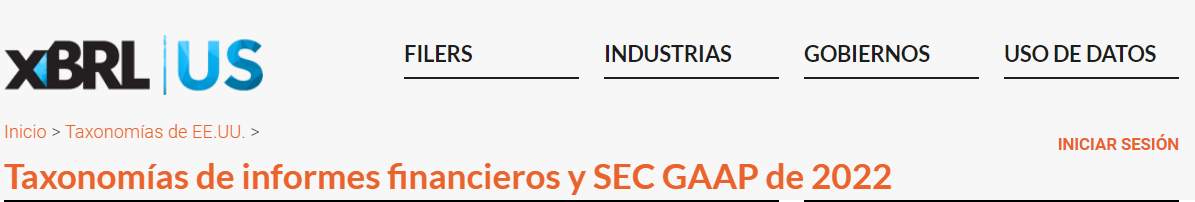 xBRL US
FILERS
INDUSTRIAS
GOBIERNOS
USO DE DATOS
Inicio > Taxonomías de EE.UU. >
INICIAR SESIÓN
Taxonomías de informes financieros y SEC GAAP de 2022